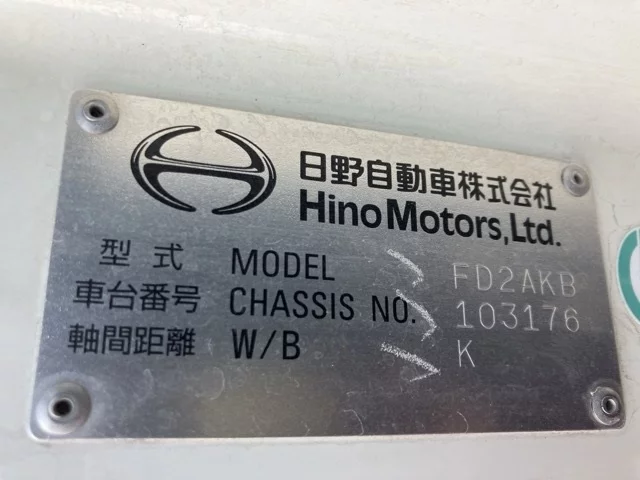 日野自動車株式会社
Hino Motors, Ltd.
型式 MODEL FD2AKB
車台番号 CHASSIS NO. 103176
軸間距離 W/B K